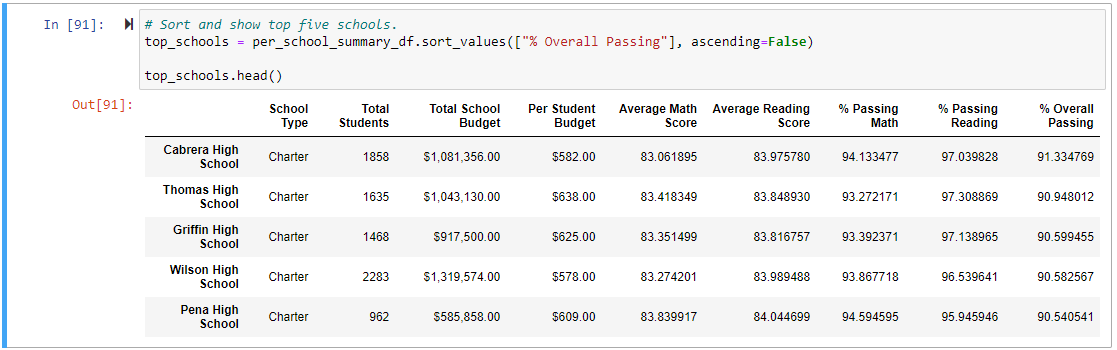 In [91]:
# Sort and show top five schools.
top_schools = per_school_summary_df.sort_values(["% Overall Passing"], ascending=False)
top_schools.head()
Out[91]:
School Type Total Students Total School Budget Per Student Budget Average Math Score Average Reading Score % Passing Math % Passing Reading % Overall Passing
Cabrera High School Charter 1858 $1,081,356.00 $582.00 83.061895 83.975780 94.133477 97.039828 91.334769
Thomas High School Charter 1635 $1,043,130.00 $638.00 83.418349 83.848930 93.272171 97.308869 90.948012
Griffin High School Charter 1468 $917,500.00 $625.00 83.351499 83.816757 93.392371 97.138965 90.599455
Wilson High School Charter 2283 $1,319,574.00 $578.00 83.274201 83.989488 93.867718 96.539641 90.582567
Pena High School Charter 962 $585,858.00 $609.00 83.839917 84.044699 94.594595 95.945946 90.540541